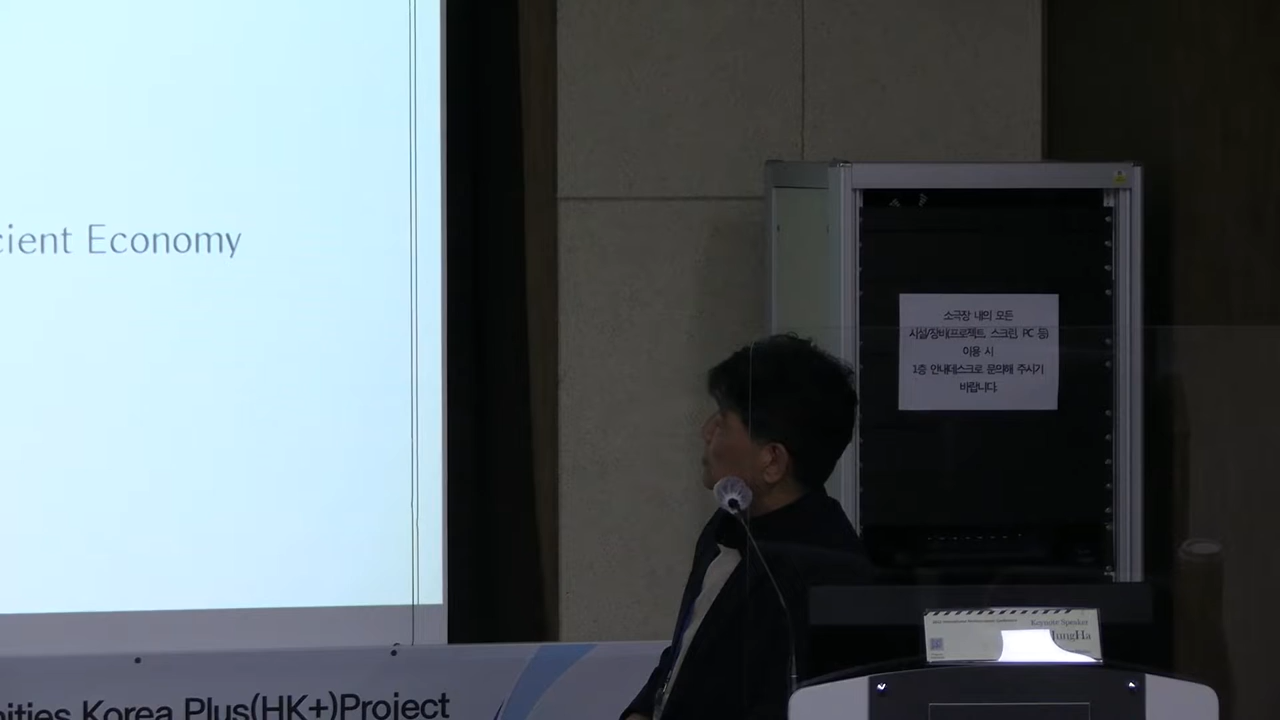 cient Economy
소극장 내의 모든
시설/장비(프로젝트, 스크린, PC 등)
이용 시
1층 안내데스크로 문의해 주시기
바랍니다.
Keynote Speaker
JungHa
ities Korea Plus(HK+)Project